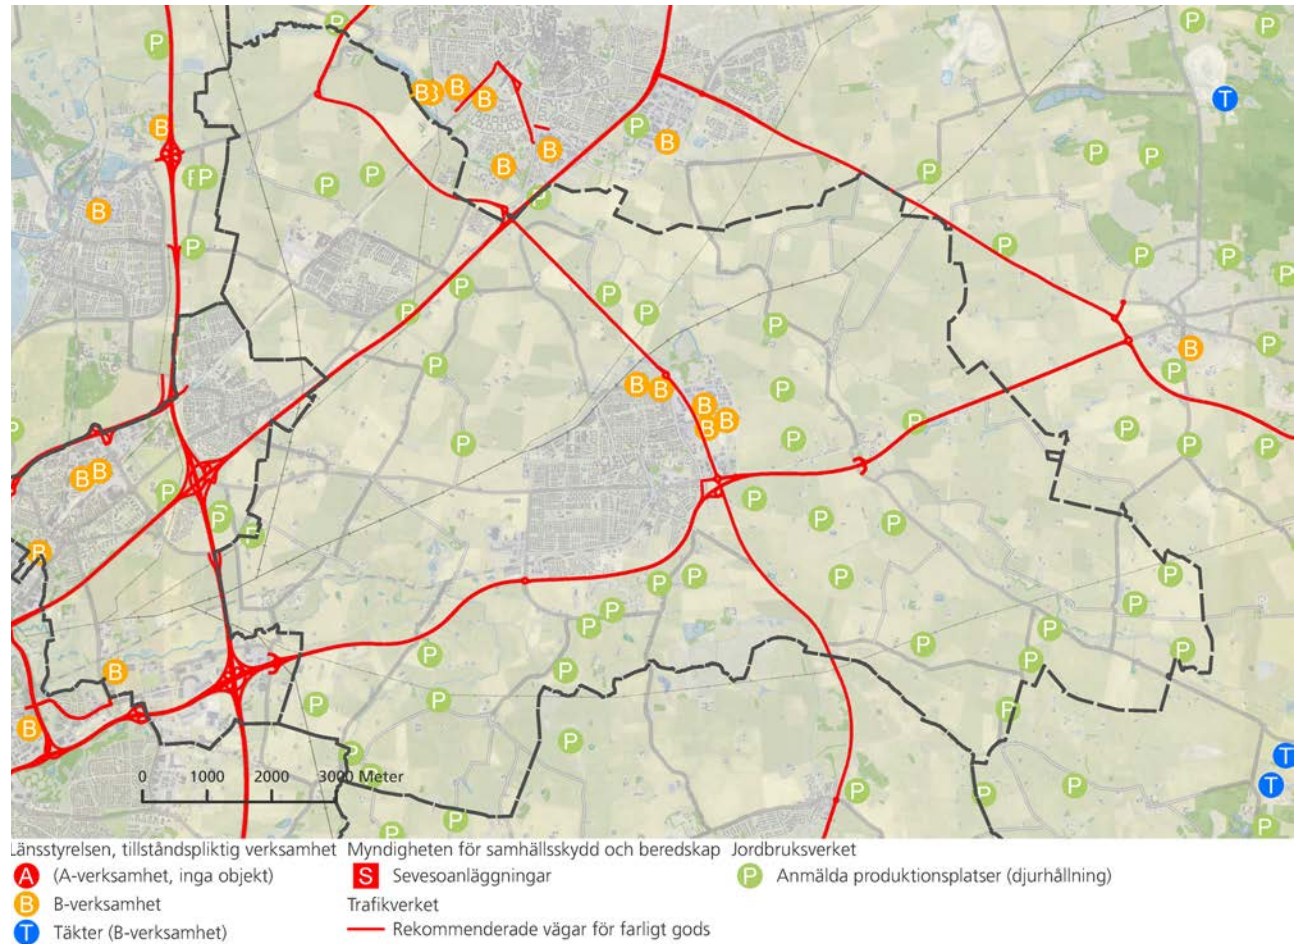 0 1000 2000 3000 Meter
Länsstyrelsen, tillståndspliktig verksamhet Myndigheten för samhällsskydd och beredskap Jordbruksverket
A (A-verksamhet, inga objekt) S Sevesoanläggningar P Anmälda produktionsplatser (djurhållning)
B B-verksamhet Trafikverket
T Täkter (B-verksamhet) Rekommenderade vägar för farligt gods